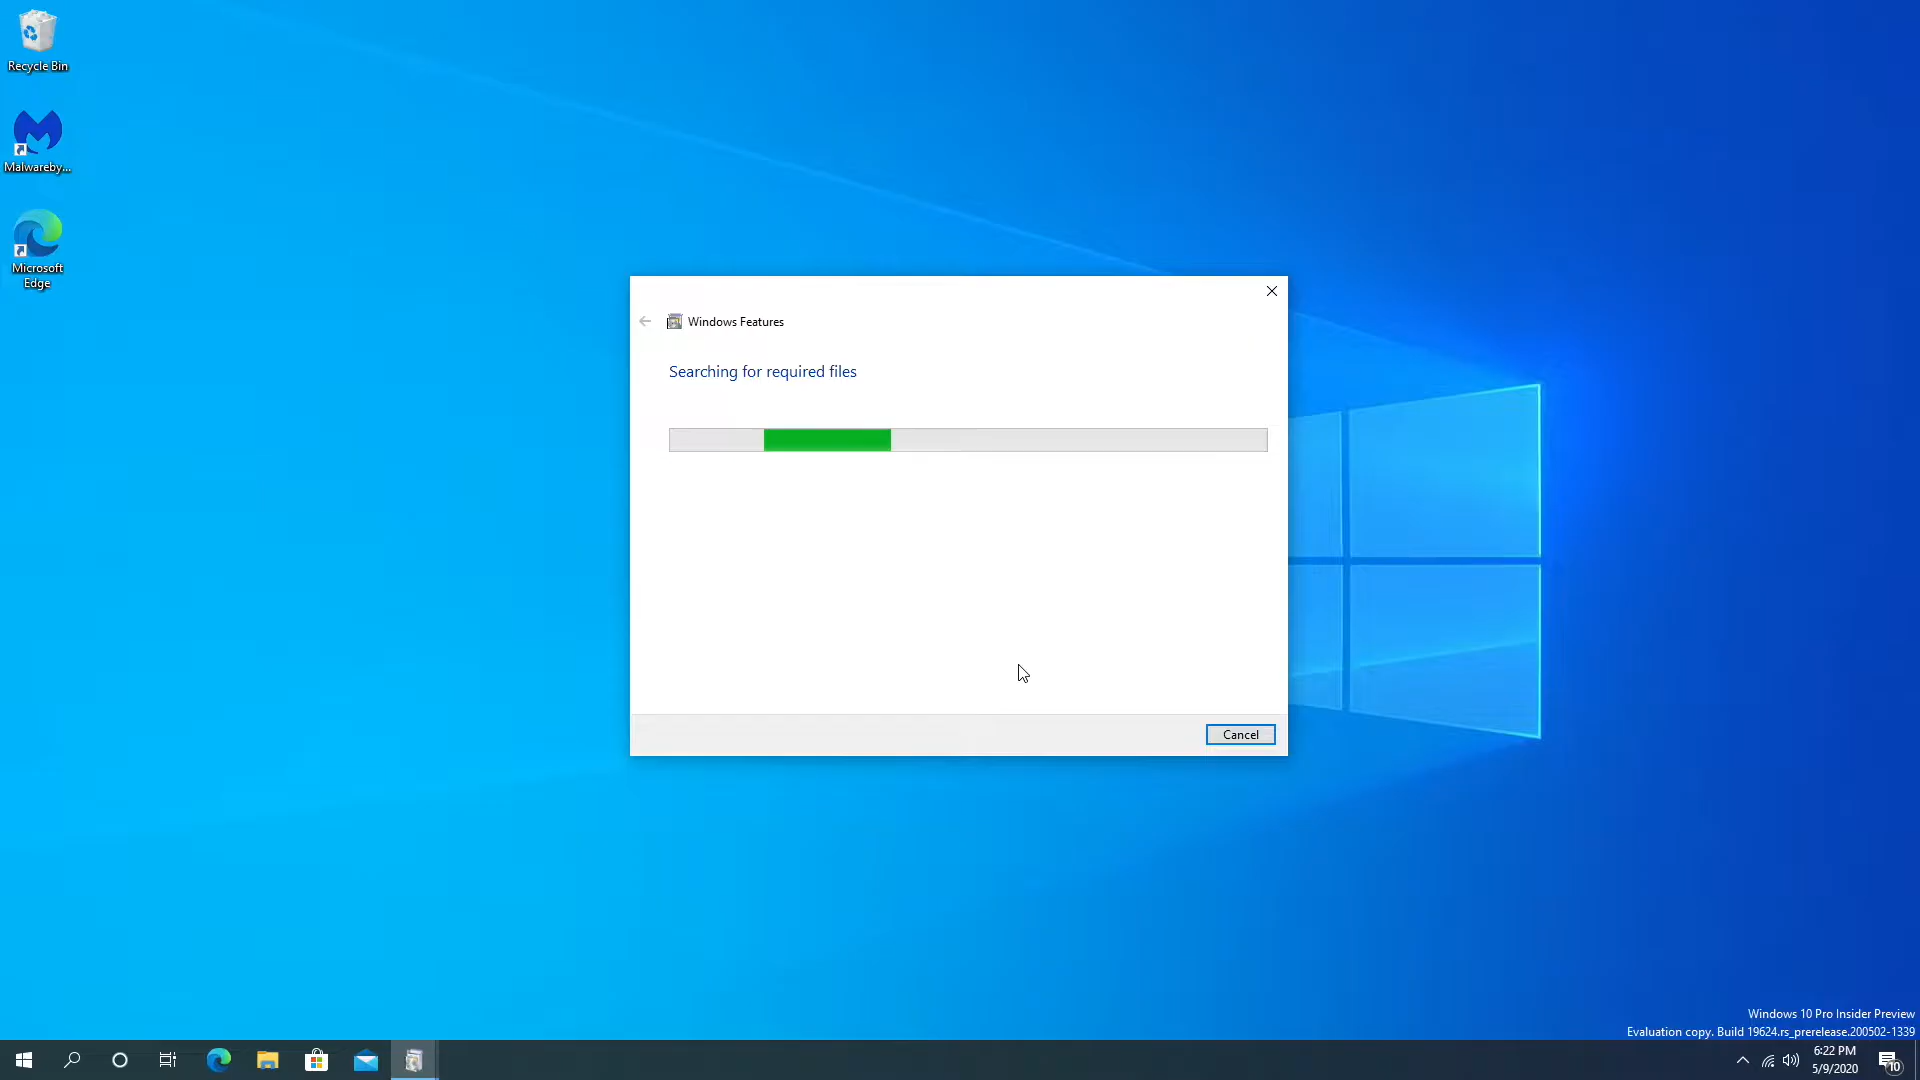 Recycle Bin
Malwareby...
Microsoft
Edge
Windows Features
Searching for required files
Cancel
Windows 10 Pro Insider Preview
Evaluation copy. Build 19624.rs_prerelease.200502-1339
6:22 PM
5/9/2020
10